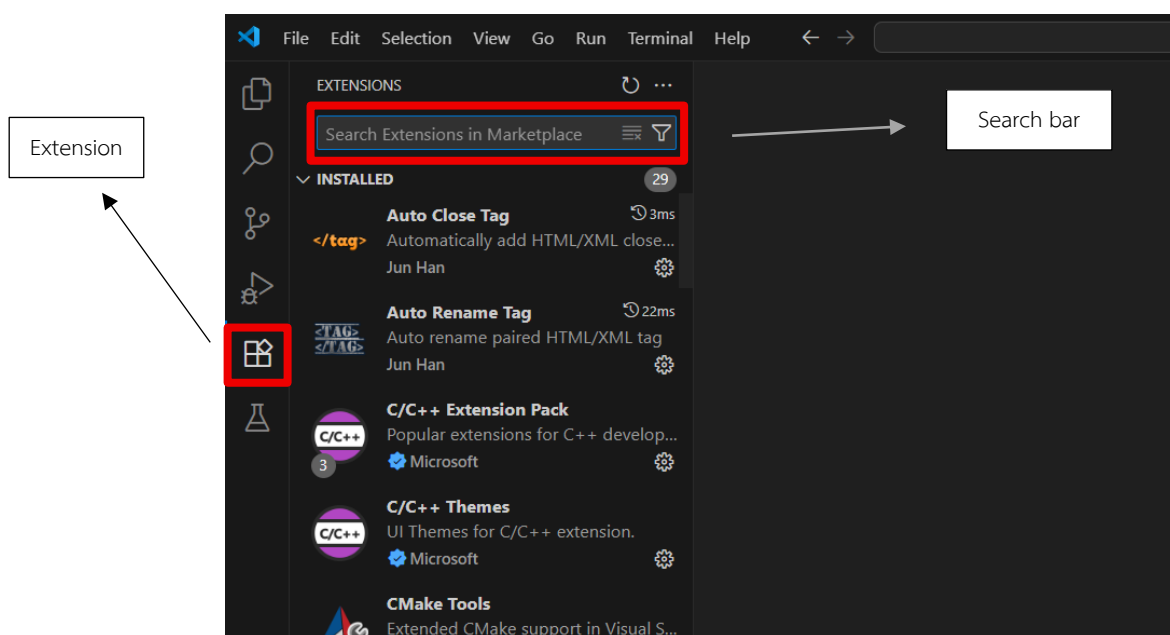 File Edit Selection View Go Run Terminal Help
EXTENSIONS
Search Extensions in Marketplace
Search bar
Extension
INSTALLED 29
</tag>
Auto Close Tag 3ms
Automatically add HTML/XML close...
Jun Han
<TAG>
</TAG>
Auto Rename Tag 22ms
Auto rename paired HTML/XML tag
Jun Han
C/C++
3
C/C++ Extension Pack
Popular extensions for C++ develop...
Microsoft
C/C++
C/C++ Themes
UI Themes for C/C++ extension.
Microsoft
CMake Tools
Extended CMake support in Visual S...